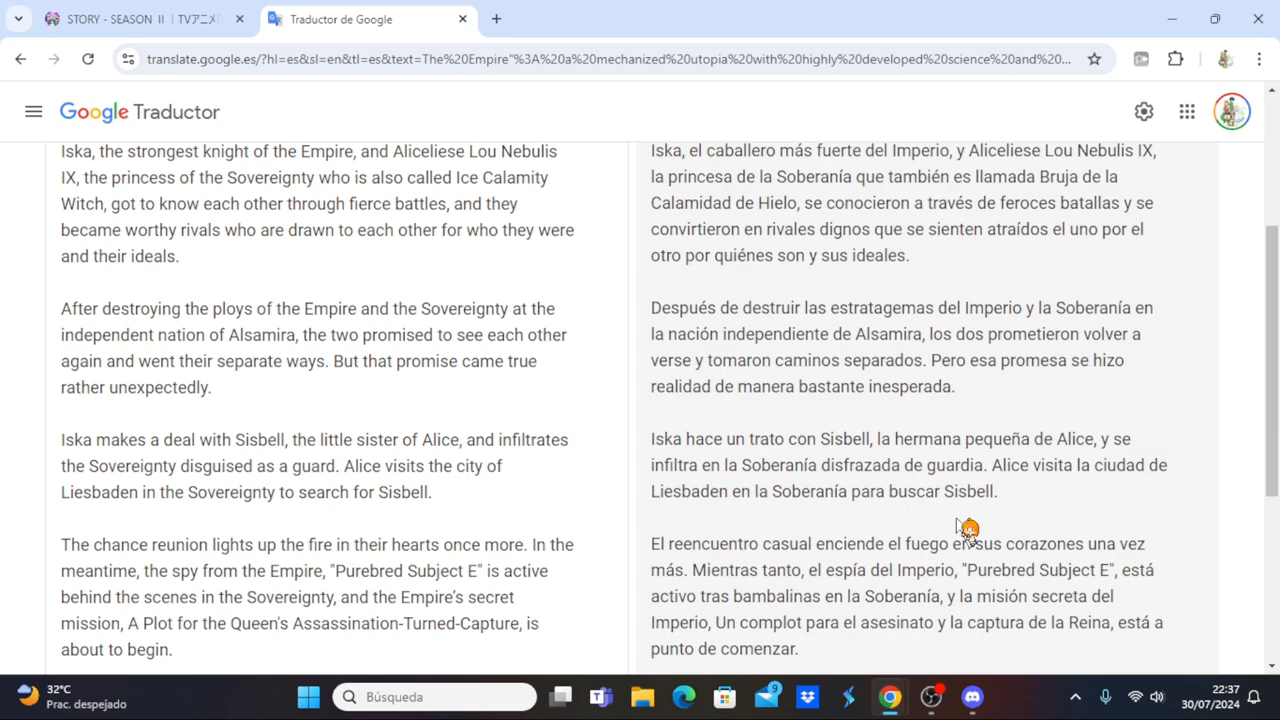 STORY - SEASON Ⅱ | TVアニメ「
Traductor de Google
translate.google.es/?hl=es&sl=en&tl=es&text=The%20Empire"%3A%20a%20mechanized%20utopia%20with%20highly%20developed%20science%20and%20...
Google Traductor
Iska, the strongest knight of the Empire, and Aliceliese Lou Nebulis
IX, the princess of the Sovereignty who is also called Ice Calamity
Witch, got to know each other through fierce battles, and they
became worthy rivals who are drawn to each other for who they were
and their ideals.
After destroying the ploys of the Empire and the Sovereignty at the
independent nation of Alsamira, the two promised to see each other
again and went their separate ways. But that promise came true
rather unexpectedly.
Iska makes a deal with Sisbell, the little sister of Alice, and infiltrates
the Sovereignty disguised as a guard. Alice visits the city of
Liesbaden in the Sovereignty to search for Sisbell.
The chance reunion lights up the fire in their hearts once more. In the
meantime, the spy from the Empire, "Purebred Subject E" is active
behind the scenes in the Sovereignty, and the Empire's secret
mission, A Plot for the Queen's Assassination-Turned-Capture, is
about to begin.
Iska, el caballero más fuerte del Imperio, y Aliceliese Lou Nebulis IX,
la princesa de la Soberanía que también es llamada Bruja de la
Calamidad de Hielo, se conocieron a través de feroces batallas y se
convirtieron en rivales dignos que se sienten atraídos el uno por el
otro por quiénes son y sus ideales.
Después de destruir las estratagemas del Imperio y la Soberanía en
la nación independiente de Alsamira, los dos prometieron volver a
verse y tomaron caminos separados. Pero esa promesa se hizo
realidad de manera bastante inesperada.
Iska hace un trato con Sisbell, la hermana pequeña de Alice, y se
infiltra en la Soberanía disfrazada de guardia. Alice visita la ciudad de
Liesbaden en la Soberanía para buscar Sisbell.
El reencuentro casual enciende el fuego en sus corazones una vez
más. Mientras tanto, el espía del Imperio, "Purebred Subject E", está
activo tras bambalinas en la Soberanía, y la misión secreta del
Imperio, Un complot para el asesinato y la captura de la Reina, está a
punto de comenzar.
32°C
Prac. despejado
Búsqueda
9
22:37
30/07/2024